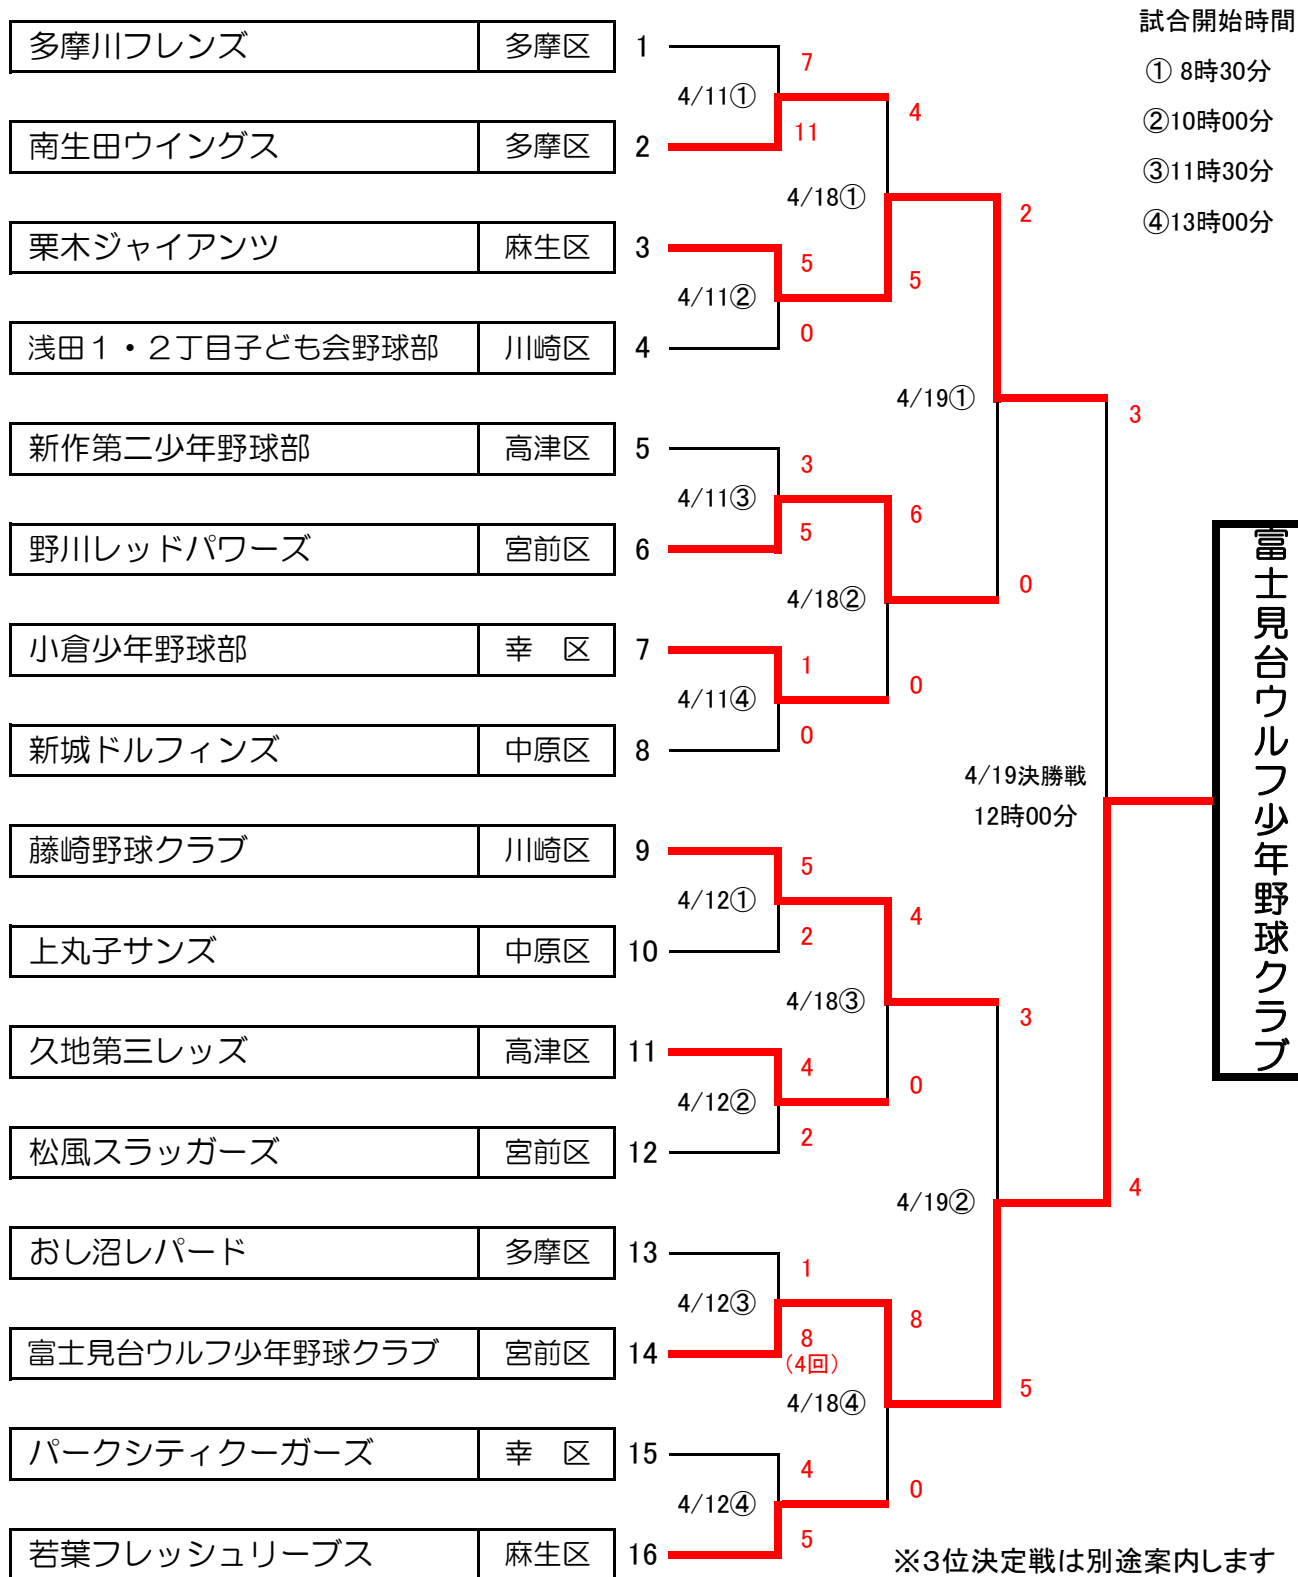 試合開始時間
① 8時30分
②10時00分
③11時30分
④13時00分
多摩川フレンズ 多摩区 1
7
4/11①
4
11
南生田ウイングス 多摩区 2
4/18①
2
栗木ジャイアンツ 麻生区 3
5
5
4/11②
0
浅田１・２丁目子ども会野球部 川崎区 4
4/19①
3
新作第二少年野球部 高津区 5
3
4/11③
6
5
野川レッドパワーズ 宮前区 6
0
4/18②
小倉少年野球部 幸　区 7
1
0
4/11④
0
新城ドルフィンズ 中原区 8
4/19決勝戦
12時00分
富士見台ウルフ少年野球クラブ
藤崎野球クラブ 川崎区 9
5
4/12①
4
2
上丸子サンズ 中原区 10
4/18③
3
久地第三レッズ 高津区 11
4
0
4/12②
2
松風スラッガーズ 宮前区 12
4
4/19②
おし沼レパード 多摩区 13
1
4/12③
8
8
(4回)
富士見台ウルフ少年野球クラブ 宮前区 14
5
4/18④
パークシティクーガーズ 幸　区 15
4
0
4/12④
5
若葉フレッシュリーブス 麻生区 16
※3位決定戦は別途案内します